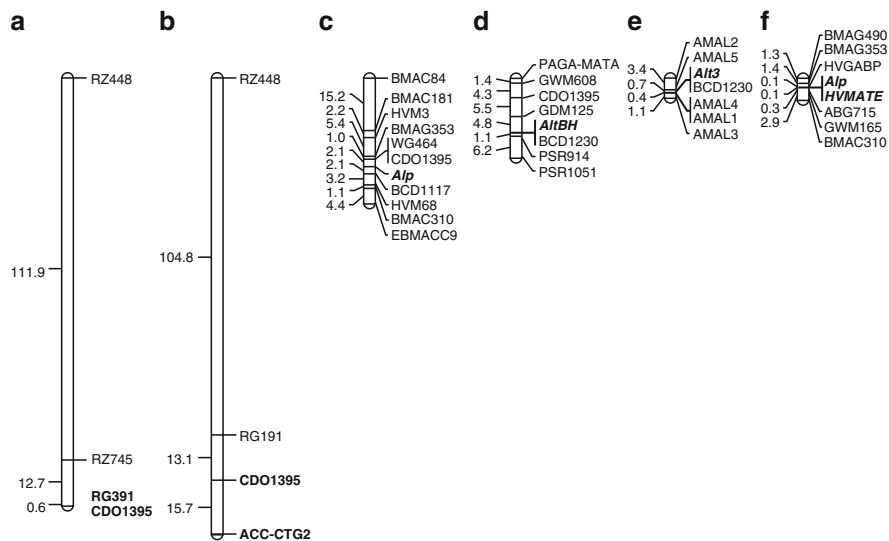 a
RZ448
111.9
RZ745
12.7
0.6
RG391
CDO1395
b
RZ448
104.8
RG191
13.1
CDO1395
15.7
ACC-CTG2
c
BMAC84
15.2
BMAC181
2.2
HVM3
5.4
BMAG353
1.0
WG464
2.1
CDO1395
2.1
Alp
3.2
BCD1117
1.1
HVM68
4.4
BMAC310
EBMACC9
d
PAGA-MATA
1.4
GWM608
4.3
CDO1395
5.5
GDM125
4.8
AltBH
1.1
BCD1230
6.2
PSR914
PSR1051
e
AMAL2
AMAL5
3.4
Alt3
0.7
BCD1230
0.4
AMAL4
1.1
AMAL1
AMAL3
f
BMAG490
BMAG353
1.3
HVGABP
1.4
Alp
0.1
HVMATE
0.1
ABG715
0.3
GWM165
2.9
BMAC310